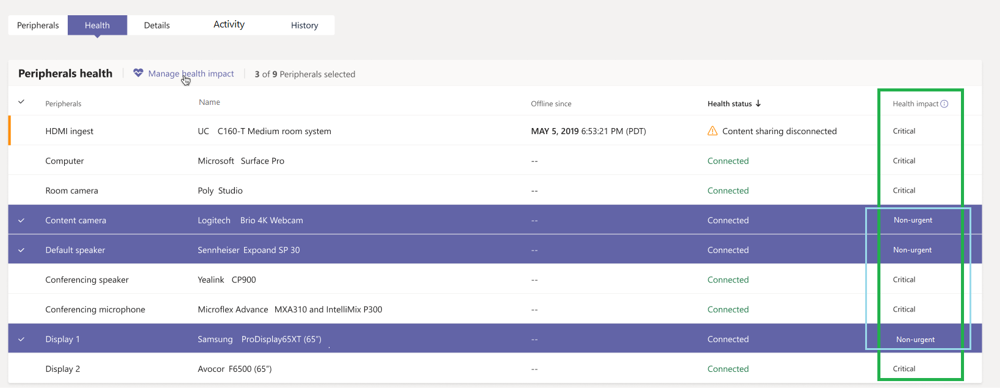 Peripherals Health Details Activity History
Peripherals health Manage health impact 3 of 9 Peripherals selected
Peripherals Name Offline since Health status Health impact
HDMI ingest UC C160-T Medium room system MAY 5, 2019 6:53:21 PM (PDT) Content sharing disconnected Critical
Computer Microsoft Surface Pro -- Connected Critical
Room camera Poly Studio -- Connected Critical
Content camera Logitech Brio 4K Webcam -- Connected Non-urgent
Default speaker Sennheiser Expoand SP 30 -- Connected Non-urgent
Conferencing speaker Yealink CP900 -- Connected Critical
Conferencing microphone Microflex Advance MXA310 and IntelliMix P300 -- Connected Critical
Display 1 Samsung ProDisplay65XT (65”) . -- Connected Non-urgent
Display 2 Avocor F6500 (65”) -- Connected Critical